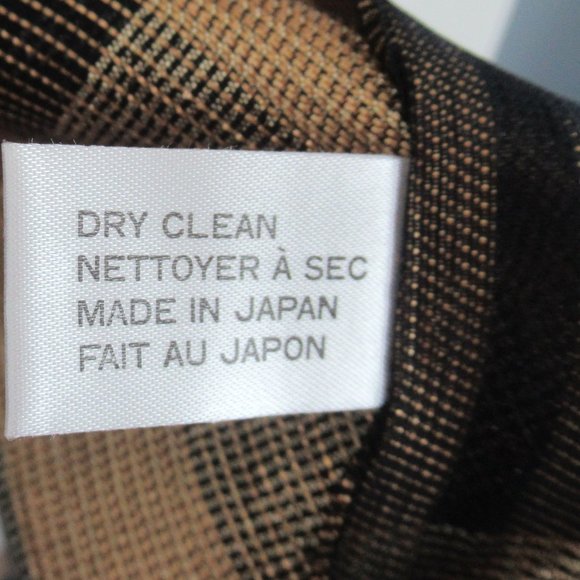 DRY CLEAN
NETTOYER À SEC
MADE IN JAPAN
FAIT AU JAPON